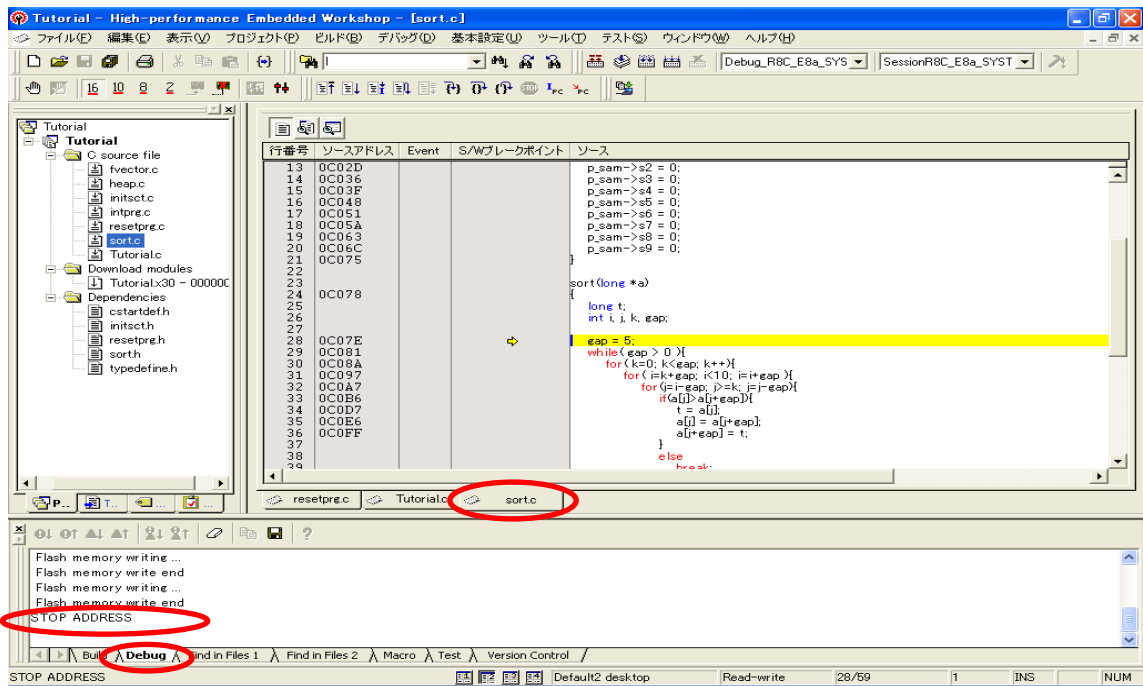 Tutorial - High-performance Embedded Workshop - [sort.c]
ファイル(F) 編集(E) 表示(V) プロジェクト(P) ビルド(B) デバッグ(D) 基本設定(U) ツール(T) テスト(S) ウィンドウ(W) ヘルプ(H)
Debug_R8C_E8a_SYS SessionR8C_E8a_SYST
16 10 8 2
Tutorial
Tutorial
C source file
fvector.c
heap.c
initsct.c
intprg.c
resetprg.c
sort.c
Tutorial.c
Download modules
Tutorial.x30 - 000000
Dependencies
cstartdef.h
initsct.h
resetprg.h
sort.h
typedefine.h
P... T... ... ...
行番号 ソースアドレス Event S/Wブレークポイント ソース
13 0C02D p_sam->s2 = 0;
14 0C036 p_sam->s3 = 0;
15 0C03F p_sam->s4 = 0;
16 0C048 p_sam->s5 = 0;
17 0C051 p_sam->s6 = 0;
18 0C05A p_sam->s7 = 0;
19 0C063 p_sam->s8 = 0;
20 0C06C p_sam->s9 = 0;
21 0C075 }
22
23 sort(long *a)
24 0C078 {
25 long t;
26 int i, j, k, gap;
27
28 0C07E gap = 5;
29 0C081 while( gap > 0 ){
30 0C08A for( k=0; k<gap; k++){
31 0C097 for( i=k+gap; i<10; i=i+gap ){
32 0C0A7 for(j=i-gap; j>=k; j=j-gap){
33 0C0B6 if(a[j]>a[j+gap]){
34 0C0D7 t = a[j];
35 0C0E6 a[j] = a[j+gap];
36 0C0FF a[j+gap] = t;
37 }
38 else
39 break;
resetprg.c Tutorial.c sort.c
Flash memory writing ...
Flash memory write end
Flash memory writing ...
Flash memory write end
STOP ADDRESS
Build Debug Find in Files 1 Find in Files 2 Macro Test Version Control
STOP ADDRESS Default2 desktop Read-write 28/59 1 INS NUM